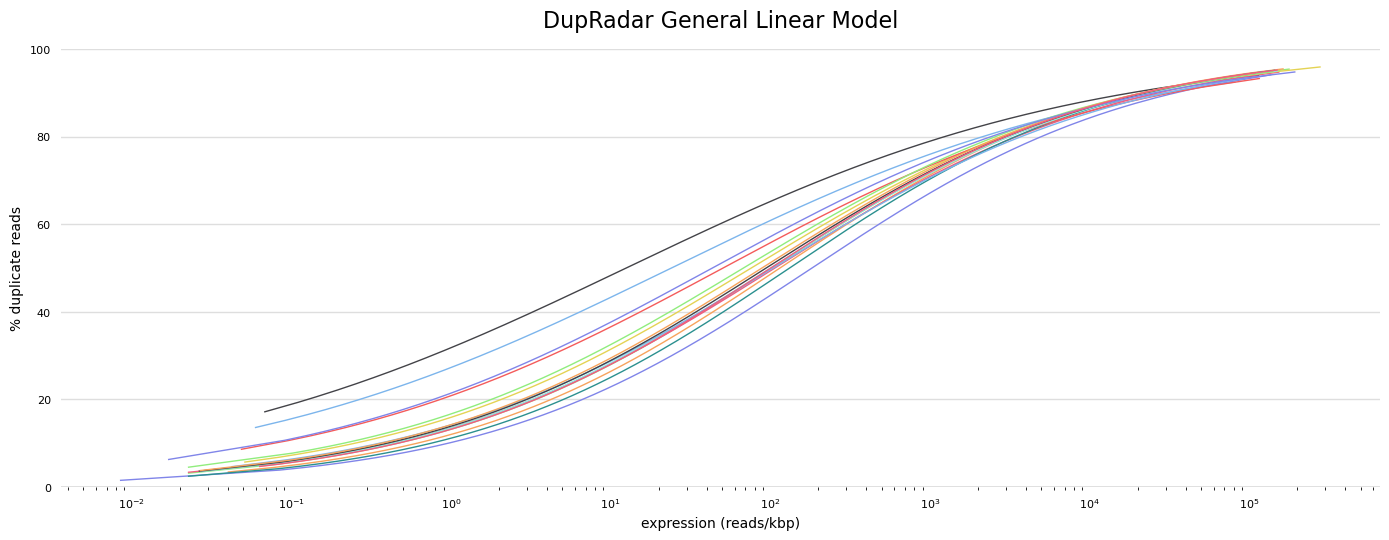 DupRadar General Linear Model
100
80
60
40
20
0
% duplicate reads
10⁻² 10⁻¹ 10⁰ 10¹ 10² 10³ 10⁴ 10⁵
expression (reads/kbp)